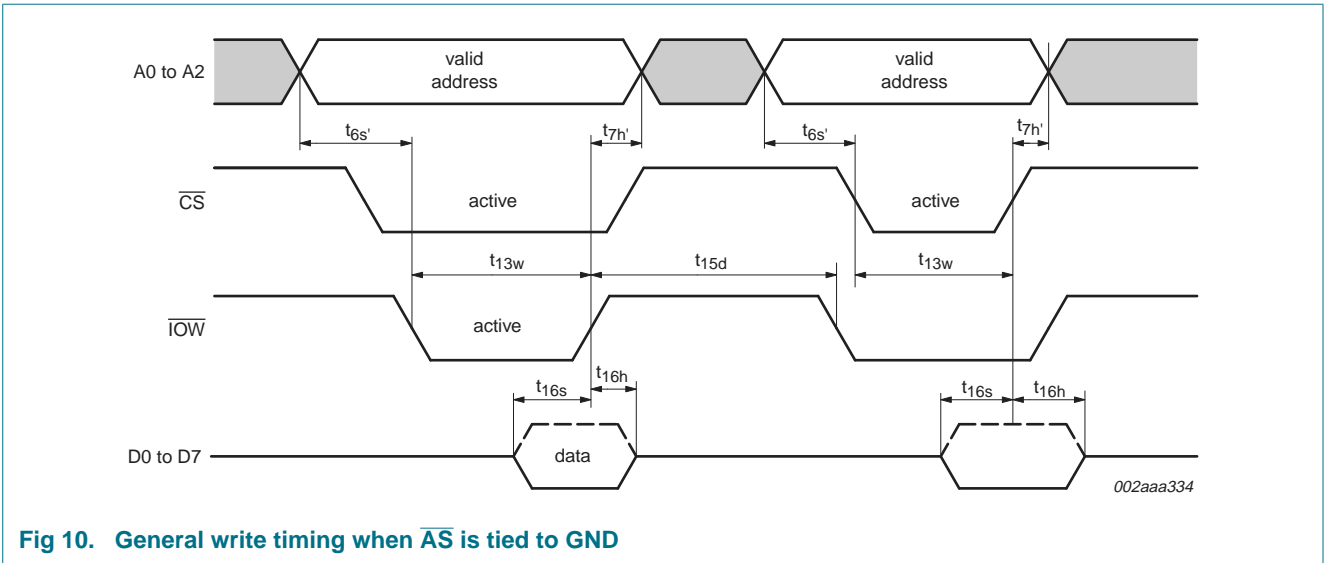 A0 to A2
valid
address
valid
address
t6s'
t7h'
t6s'
t7h'
CS
active
active
t13w
t15d
t13w
IOW
active
t16s
t16h
t16s
t16h
D0 to D7
data
002aaa334
Fig 10. General write timing when AS is tied to GND